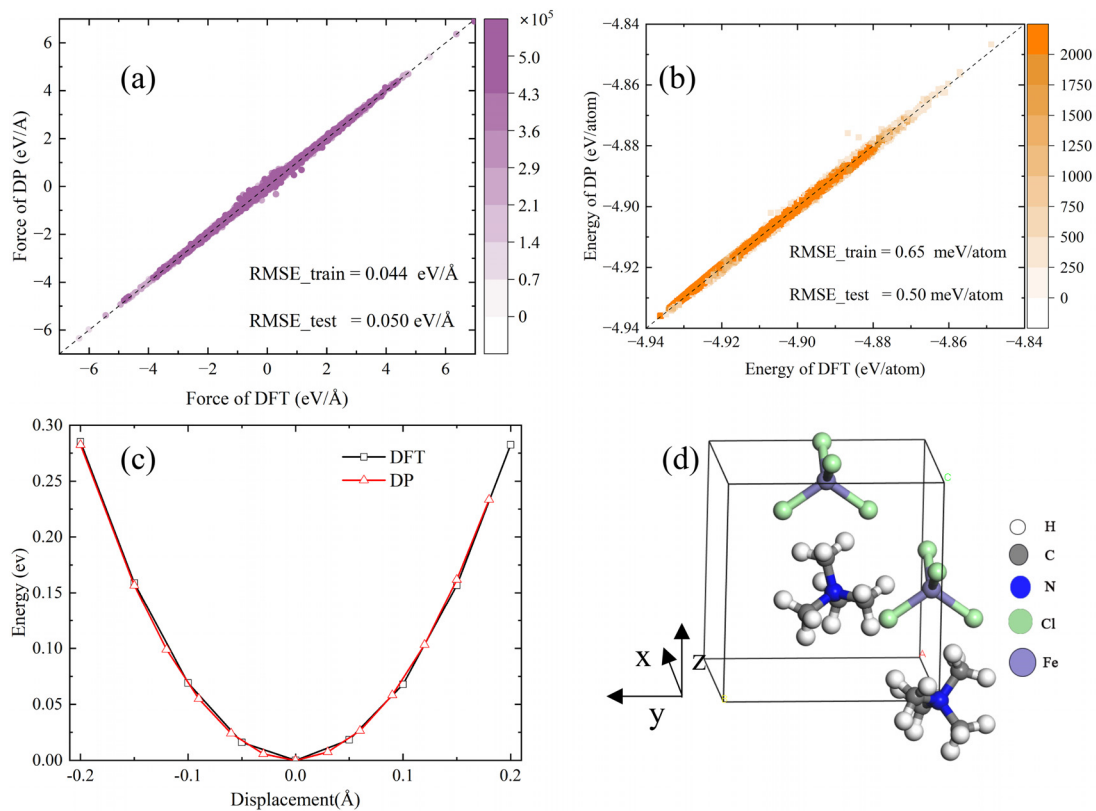 (a)
×10⁵
6
4
2
0
−2
−4
−6
Force of DP (eV/A)
RMSE_train = 0.044 eV/Å
RMSE_test = 0.050 eV/Å
−6 −4 −2 0 2 4 6
Force of DFT (eV/Å)
5.0
4.3
3.6
2.9
2.1
1.4
0.7
0
(b)
−4.84
−4.86
−4.88
−4.90
−4.92
−4.94
Energy of DP (eV/atom)
RMSE_train = 0.65 meV/atom
RMSE_test = 0.50 meV/atom
−4.94 −4.92 −4.90 −4.88 −4.86 −4.84
Energy of DFT (eV/atom)
2000
1750
1500
1250
1000
750
500
250
0
(c)
0.30
0.25
0.20
0.15
0.10
0.05
0.00
Energy (ev)
DFT
DP
-0.2 -0.1 0.0 0.1 0.2
Displacement(Å)
(d)
C
A
x
z
y
H
C
N
Cl
Fe